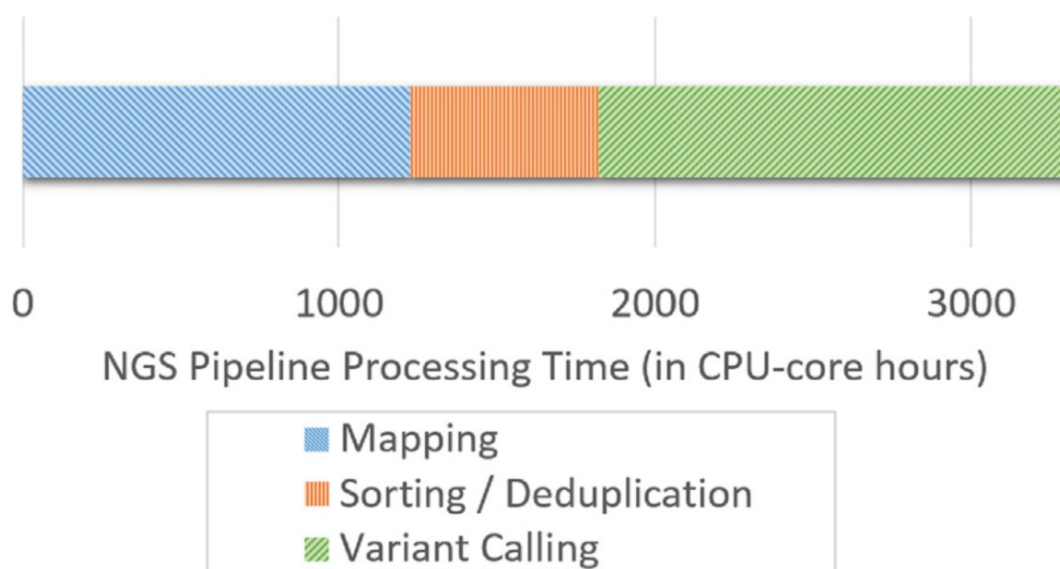 0 1000 2000 3000
NGS Pipeline Processing Time (in CPU-core hours)
Mapping
Sorting / Deduplication
Variant Calling